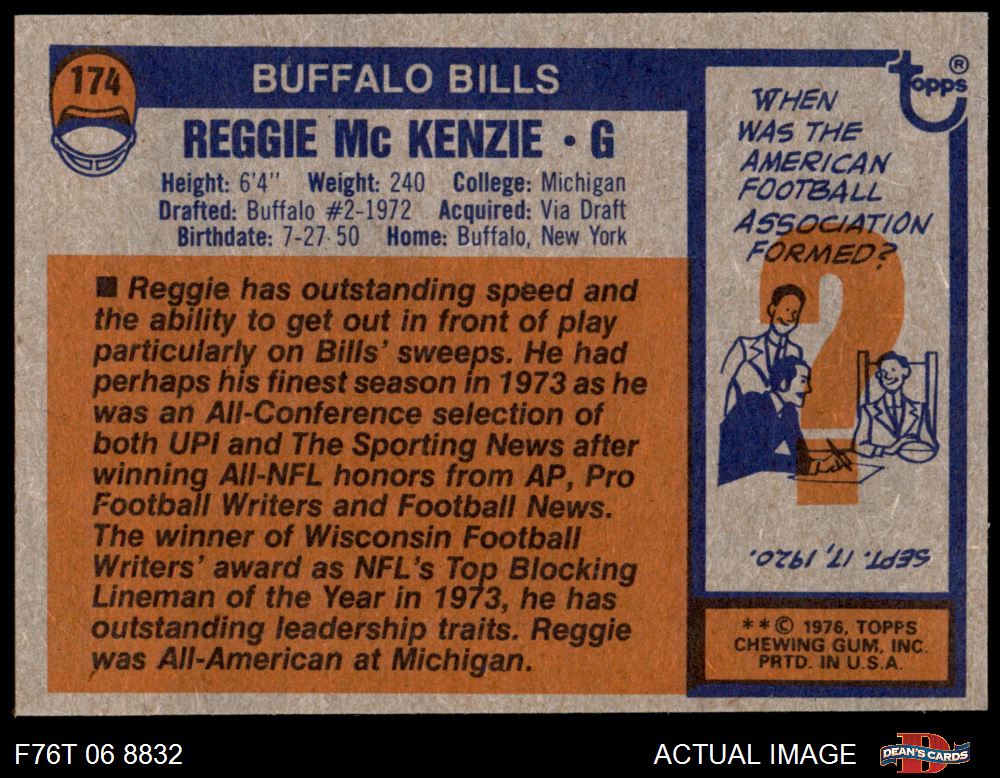 174
BUFFALO BILLS
REGGIE Mc KENZIE • G
Height: 6'4" Weight: 240 College: Michigan
Drafted: Buffalo #2-1972 Acquired: Via Draft
Birthdate: 7-27-50 Home: Buffalo, New York
■ Reggie has outstanding speed and
the ability to get out in front of play
particularly on Bills' sweeps. He had
perhaps his finest season in 1973 as he
was an All-Conference selection of
both UPI and The Sporting News after
winning All-NFL honors from AP, Pro
Football Writers and Football News.
The winner of Wisconsin Football
Writers' award as NFL's Top Blocking
Lineman of the Year in 1973, he has
outstanding leadership traits. Reggie
was All-American at Michigan.
Topps®
WHEN
WAS THE
AMERICAN
FOOTBALL
ASSOCIATION
FORMED?
?
SEPT. 17, 1920.
**© 1976, TOPPS
CHEWING GUM, INC.
PRTD. IN U.S.A.
F76T 06 8832
ACTUAL IMAGE
D
DEAN'S CARDS